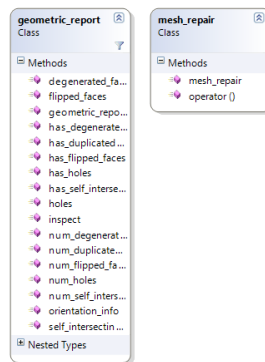 geometric_report
Class
Methods
degenerated_fa...
flipped_faces
geometric_repo...
has_degenerate...
has_duplicated...
has_flipped_faces
has_holes
has_self_interse...
holes
inspect
num_degenerat...
num_duplicate...
num_flipped_fa...
num_holes
num_self_inters...
orientation_info
self_intersectin...
Nested Types
mesh_repair
Class
Methods
mesh_repair
operator ()